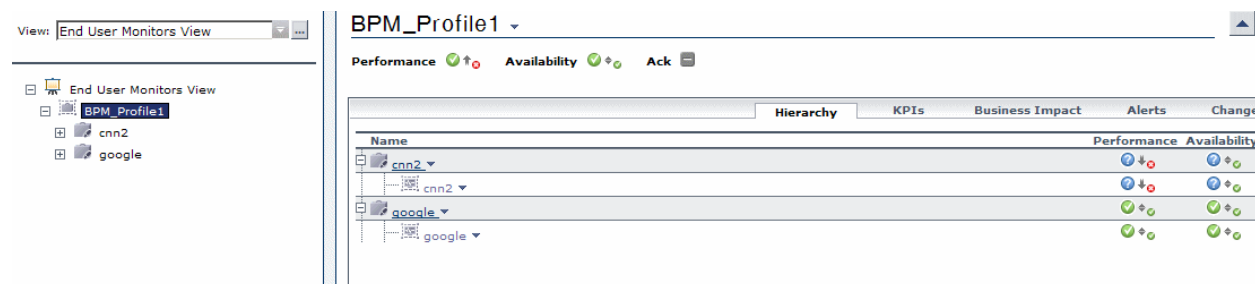 View: End User Monitors View ...
BPM_Profile1
Performance Availability Ack
End User Monitors View
BPM_Profile1
cnn2
google
Hierarchy KPIs Business Impact Alerts Change
Name Performance Availability
cnn2
cnn2
google
google